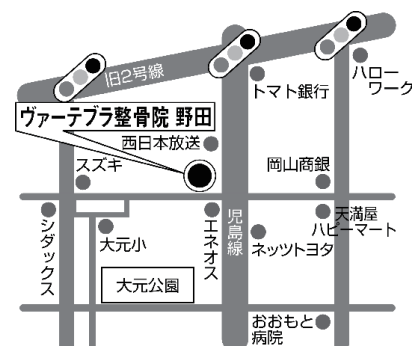 旧2号線
ハロー
ワーク
トマト銀行
ヴァーテブラ整骨院 野田
西日本放送
スズキ
岡山商銀
シダックス
大元小
エネオス
児島線
ネッツトヨタ
天満屋
ハピーマート
大元公園
おおもと
病院